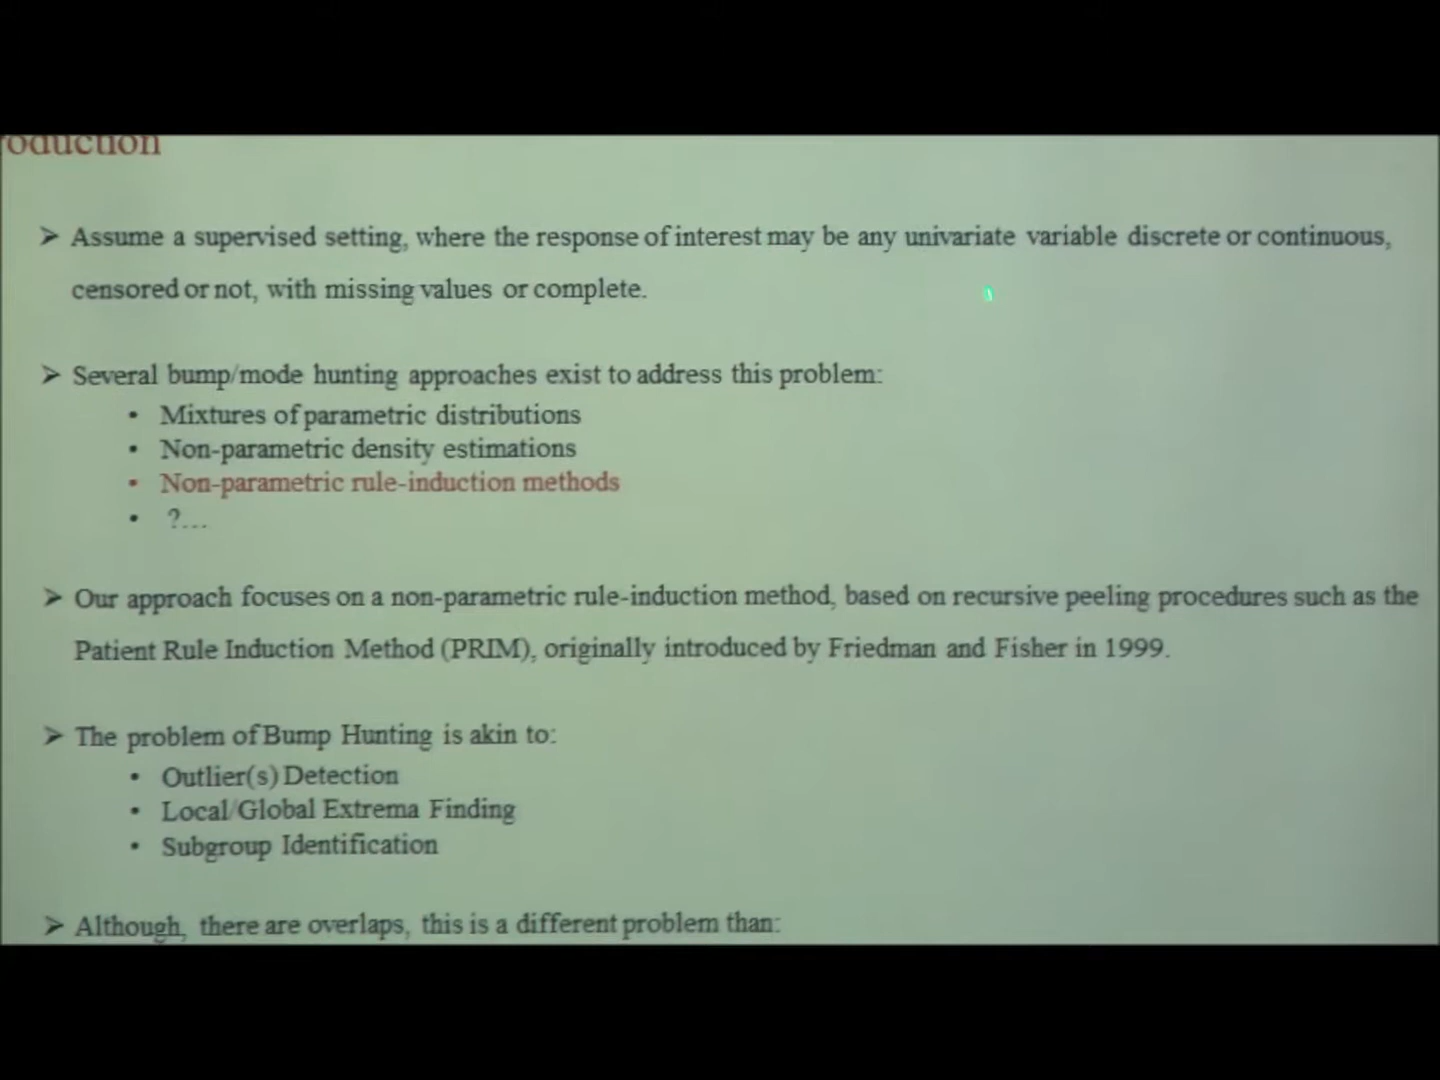 roduction
➢ Assume a supervised setting, where the response of interest may be any univariate variable discrete or continuous,
censored or not, with missing values or complete.
➢ Several bump/mode hunting approaches exist to address this problem:
• Mixtures of parametric distributions
• Non-parametric density estimations
• Non-parametric rule-induction methods
• ?...
➢ Our approach focuses on a non-parametric rule-induction method, based on recursive peeling procedures such as the
Patient Rule Induction Method (PRIM), originally introduced by Friedman and Fisher in 1999.
➢ The problem of Bump Hunting is akin to:
• Outlier(s) Detection
• Local/Global Extrema Finding
• Subgroup Identification
➢ Although, there are overlaps, this is a different problem than: